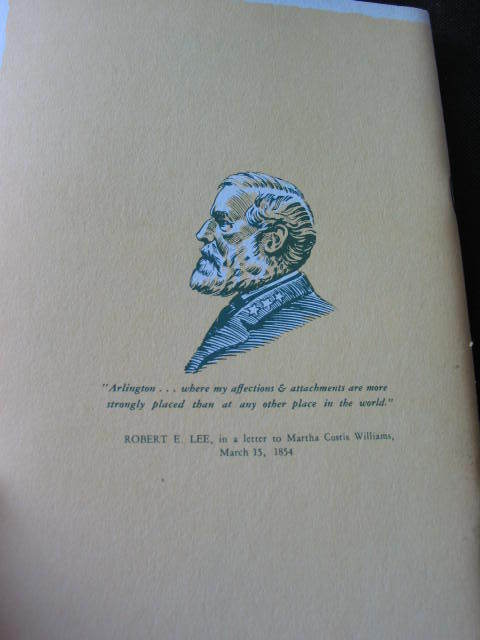 "Arlington . . . where my affections & attachments are more
strongly placed than at any other place in the world."
ROBERT E. LEE, in a letter to Martha Custis Williams,
March 15, 1854